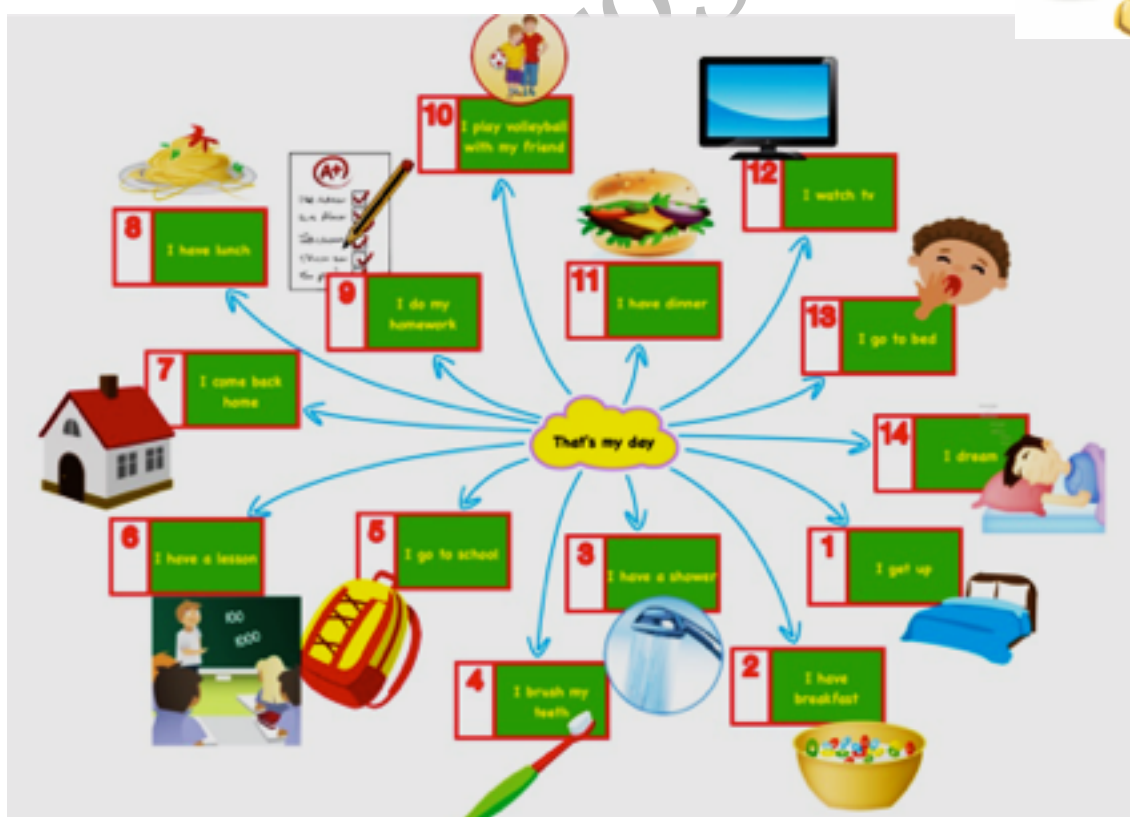 10
I play volleyball
with my friend
12
I watch tv
8
I have lunch
A+
9
I do my
homework
11
I have dinner
13
I go to bed
7
I come back
home
That's my day
14
I dream
6
I have a lesson
5
I go to school
3
I have a shower
1
I get up
100
1000
4
I brush my
teeth
2
I have
breakfast